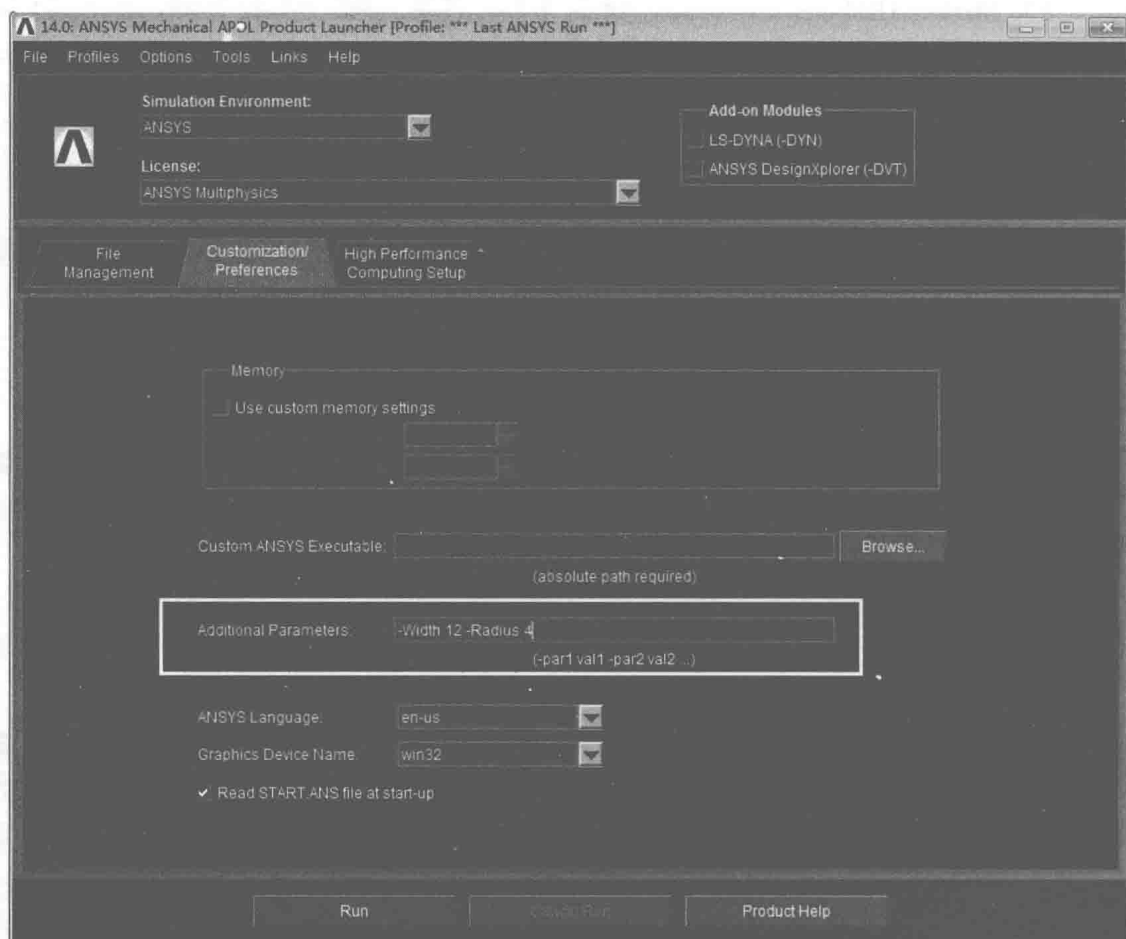 14.0: ANSYS Mechanical APDL Product Launcher [Profile: *** Last ANSYS Run ***]
File Profiles Options Tools Links Help
Simulation Environment:
ANSYS
License:
ANSYS Multiphysics
Add-on Modules
LS-DYNA (-DYN)
ANSYS DesignXplorer (-DVT)
File
Management
Customization/
Preferences
High Performance
Computing Setup
Memory
Use custom memory settings
Custom ANSYS Executable:
Browse...
(absolute path required)
Additional Parameters:
-Width 12 -Radius 4
(-par1 val1 -par2 val2 ...)
ANSYS Language:
en-us
Graphics Device Name:
win32
Read START.ANS file at start-up
Run
Product Help